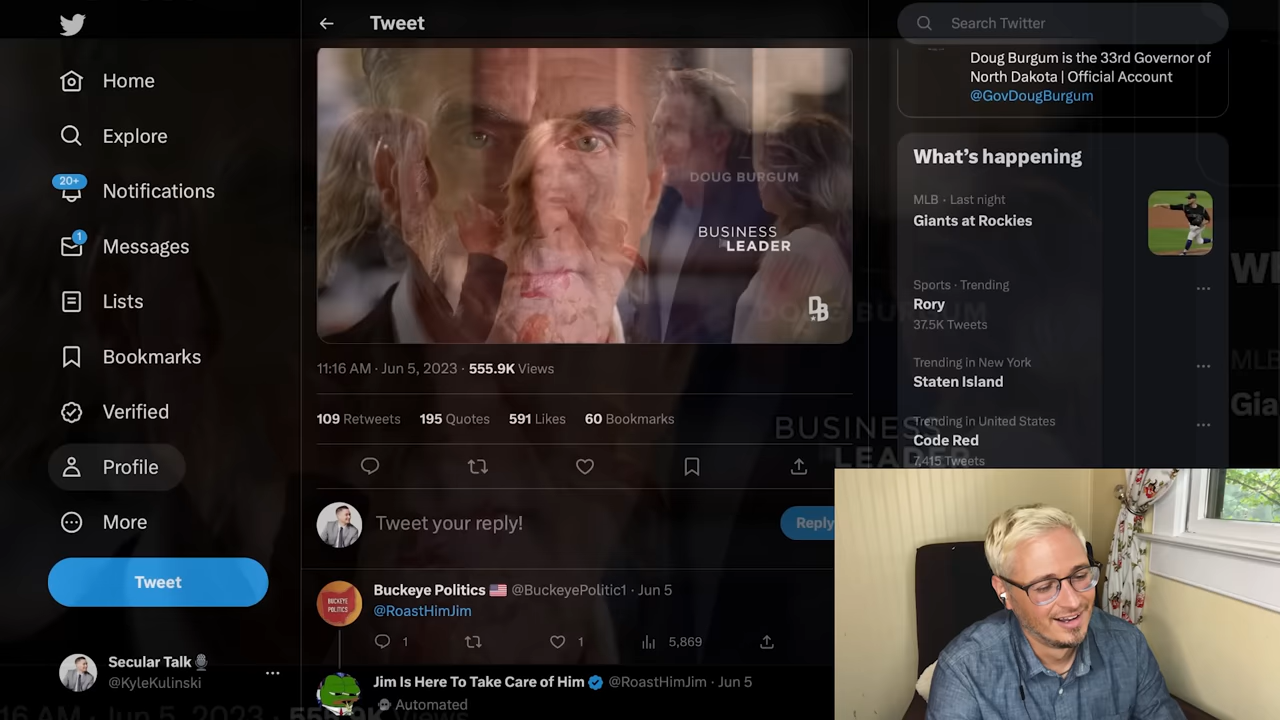 Home
Explore
20+
Notifications
1
Messages
Lists
Bookmarks
Verified
Profile
More
Tweet
Secular Talk
@KyleKulinski
Tweet
DOUG BURGUM
BUSINESS
LEADER
DB
11:16 AM · Jun 5, 2023 · 555.9K Views
109 Retweets 195 Quotes 591 Likes 60 Bookmarks
Tweet your reply!
Reply
Buckeye Politics @BuckeyePolitic1 · Jun 5
@RoastHimJim
1
1
5,869
Jim Is Here To Take Care of Him @RoastHimJim · Jun 5
Automated
Search Twitter
Doug Burgum is the 33rd Governor of
North Dakota | Official Account
@GovDougBurgum
What's happening
MLB · Last night
Giants at Rockies
Sports · Trending
Rory
37.5K Tweets
Trending in New York
Staten Island
Trending in United States
Code Red
7,415 Tweets
BUSINESS
LEADER